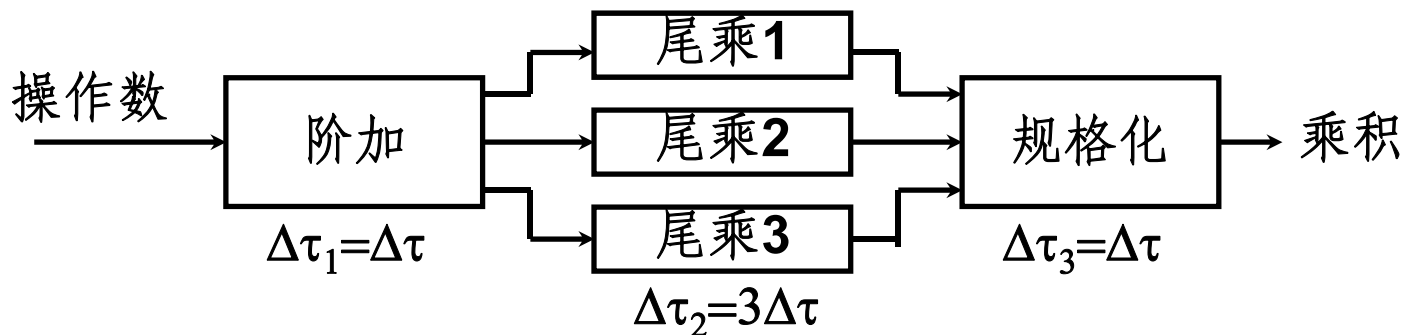 操作数
阶加
尾乘1
尾乘2
尾乘3
规格化
乘积
Δτ₁=Δτ
Δτ₂=3Δτ
Δτ₃=Δτ